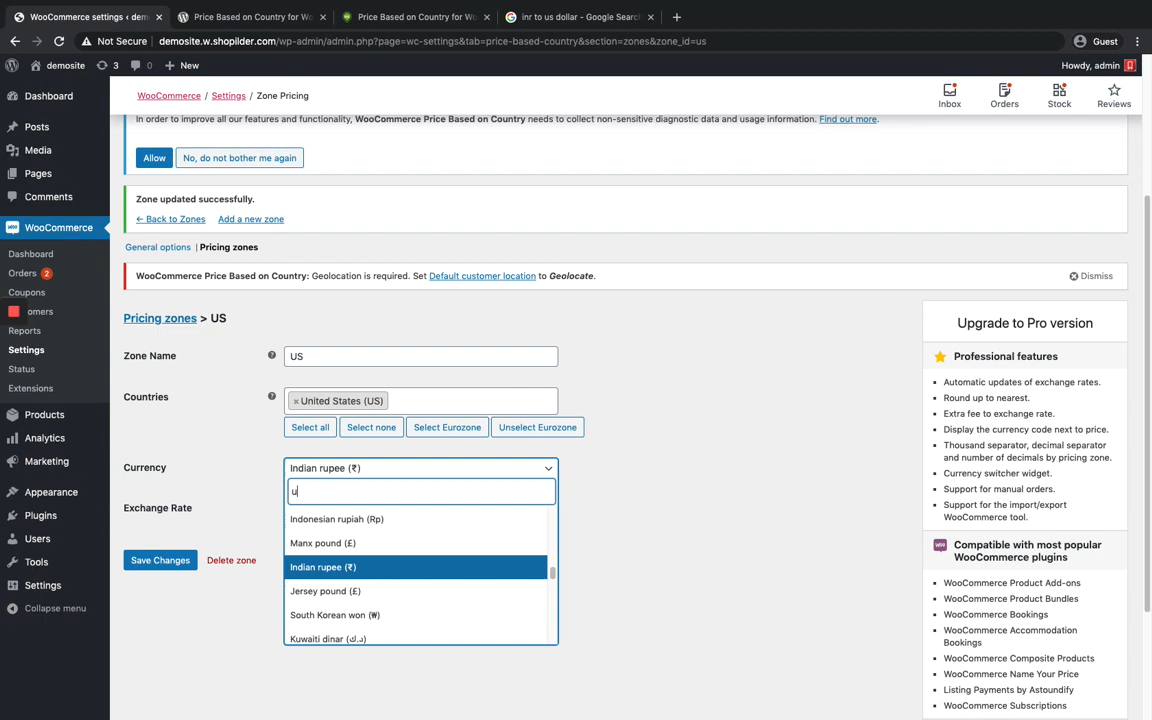 WooCommerce settings ‹ dem
Price Based on Country for Wo
Price Based on Country for Wo
inr to us dollar - Google Searc
Not Secure
demosite.w.shopilder.com/wp-admin/admin.php?page=wc-settings&tab=price-based-country&section=zones&zone_id=us
Guest
demosite
3
0
New
Howdy, admin
Dashboard
Posts
Media
Pages
Comments
WooCommerce
Dashboard
Orders 2
Coupons
omers
Reports
Settings
Status
Extensions
Products
Analytics
Marketing
Appearance
Plugins
Users
Tools
Settings
Collapse menu
WooCommerce / Settings / Zone Pricing
Inbox
Orders
Stock
Reviews
In order to improve all our features and functionality, WooCommerce Price Based on Country needs to collect non-sensitive diagnostic data and usage information. Find out more.
Allow
No, do not bother me again
Zone updated successfully.
← Back to Zones
Add a new zone
General options | Pricing zones
WooCommerce Price Based on Country: Geolocation is required. Set Default customer location to Geolocate.
Dismiss
Pricing zones > US
Zone Name
US
Countries
× United States (US)
Select all
Select none
Select Eurozone
Unselect Eurozone
Currency
Indian rupee (₹)
u
Indonesian rupiah (Rp)
Manx pound (£)
Indian rupee (₹)
Jersey pound (£)
South Korean won (₩)
Kuwaiti dinar (د.ك)
Exchange Rate
Save Changes
Delete zone
Upgrade to Pro version
Professional features
Automatic updates of exchange rates.
Round up to nearest.
Extra fee to exchange rate.
Display the currency code next to price.
Thousand separator, decimal separator
and number of decimals by pricing zone.
Currency switcher widget.
Support for manual orders.
Support for the import/export
WooCommerce tool.
Woo
Compatible with most popular
WooCommerce plugins
WooCommerce Product Add-ons
WooCommerce Product Bundles
WooCommerce Bookings
WooCommerce Accommodation
Bookings
WooCommerce Composite Products
WooCommerce Name Your Price
Listing Payments by Astoundify
WooCommerce Subscriptions